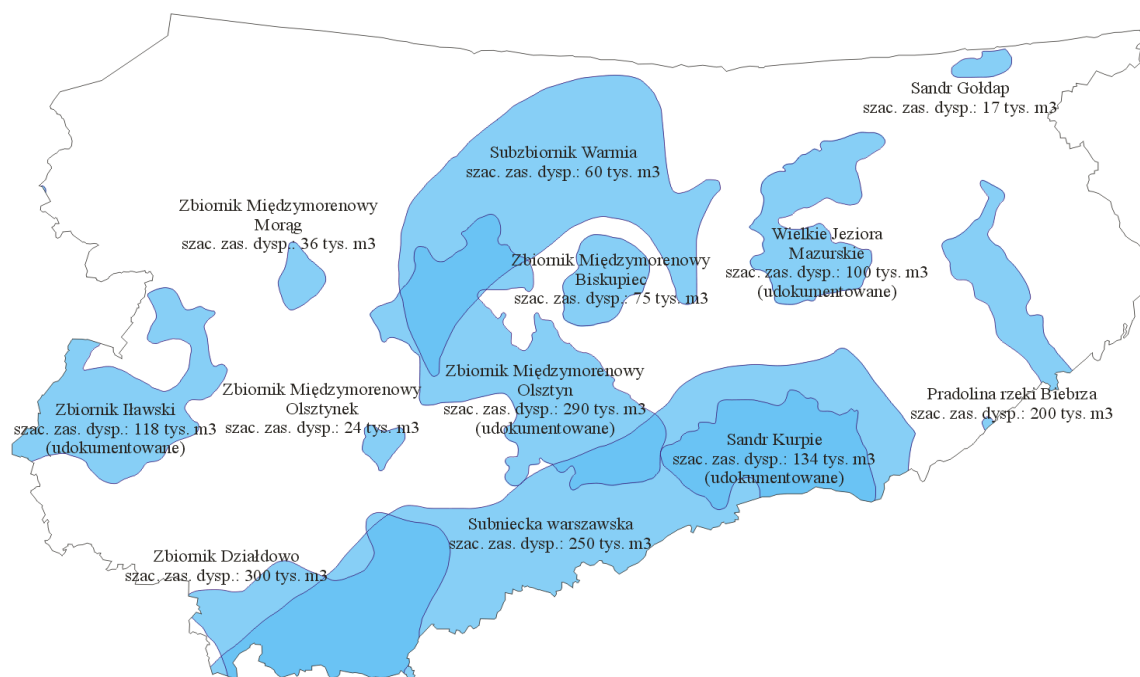 Sandr Gołdap
szac. zas. dysp.: 17 tys. m3
Subzbiornik Warmia
szac. zas. dysp.: 60 tys. m3
Zbiornik Międzymorenowy
Morąg
szac. zas. dysp.: 36 tys. m3
Wielkie Jeziora
Mazurskie
szac. zas. dysp.: 100 tys. m3
(udokumentowane)
Zbiornik Międzymorenowy
Biskupiec
szac. zas. dysp.: 75 tys. m3
Zbiornik Iławski
szac. zas. dysp.: 118 tys. m3
(udokumentowane)
Zbiornik Międzymorenowy
Olsztynek
szac. zas. dysp.: 24 tys. m3
Zbiornik Międzymorenowy
Olsztyn
szac. zas. dysp.: 290 tys. m3
(udokumentowane)
Pradolina rzeki Biebrza
szac. zas. dysp.: 200 tys. m3
Sandr Kurpie
szac. zas. dysp.: 134 tys. m3
(udokumentowane)
Subniecka warszawska
szac. zas. dysp.: 250 tys. m3
Zbiornik Działdowo
szac. zas. dysp.: 300 tys. m3